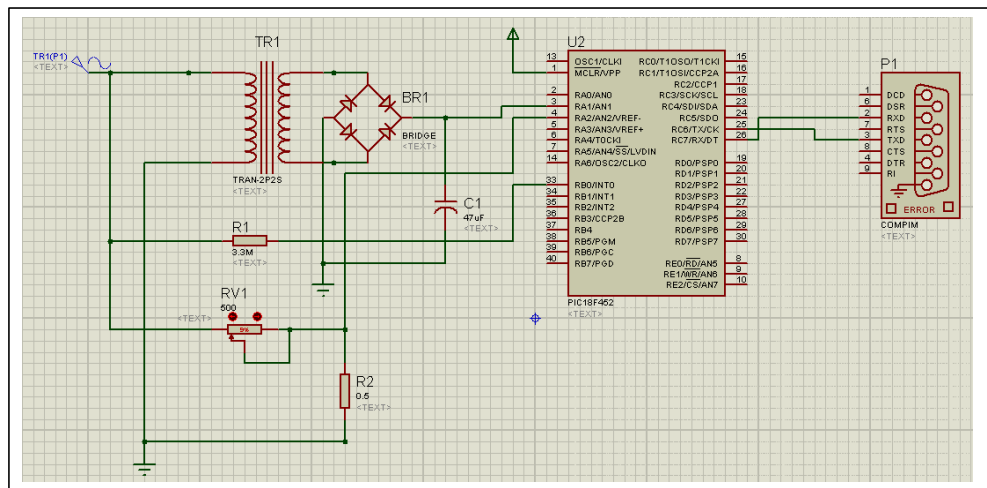 TR1(P1)
<TEXT>
TR1
TRAN-2P2S
<TEXT>
BR1
BRIDGE
<TEXT>
C1
47uF
<TEXT>
R1
3.3M
<TEXT>
RV1
500
<TEXT>
9%
R2
0.5
<TEXT>
U2
13 OSC1/CLKI
1 MCLR/VPP
2 RA0/AN0
3 RA1/AN1
4 RA2/AN2/VREF-
5 RA3/AN3/VREF+
6 RA4/T0CKI
7 RA5/AN4/SS/LVDIN
14 RA6/OSC2/CLKO
33 RB0/INT0
34 RB1/INT1
35 RB2/INT2
36 RB3/CCP2B
37 RB4
38 RB5/PGM
39 RB6/PGC
40 RB7/PGD
RC0/T1OSO/T1CKI 15
RC1/T1OSI/CCP2A 16
RC2/CCP1 17
RC3/SCK/SCL 18
RC4/SDI/SDA 23
RC5/SDO 24
RC6/TX/CK 25
RC7/RX/DT 26
RD0/PSP0 19
RD1/PSP1 20
RD2/PSP2 21
RD3/PSP3 22
RD4/PSP4 27
RD5/PSP5 28
RD6/PSP6 29
RD7/PSP7 30
RE0/RD/AN5 8
RE1/WR/AN6 9
RE2/CS/AN7 10
PIC18F452
<TEXT>
P1
1 DCD
6 DSR
2 RXD
7 RTS
3 TXD
8 CTS
4 DTR
9 RI
ERROR
COMPIM
<TEXT>